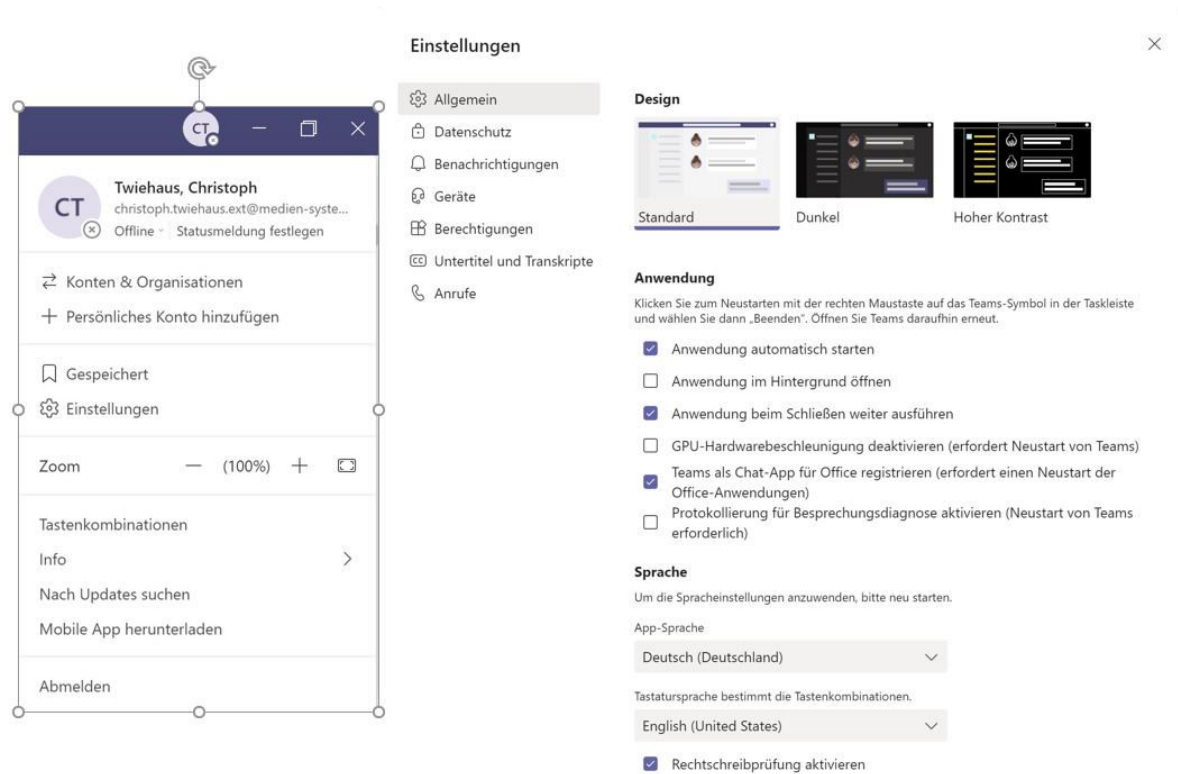 CT
CT
Twiehaus, Christoph
christoph.twiehaus.ext@medien-syste...
Offline
Statusmeldung festlegen
Konten & Organisationen
Persönliches Konto hinzufügen
Gespeichert
Einstellungen
Zoom
(100%)
Tastenkombinationen
Info
Nach Updates suchen
Mobile App herunterladen
Abmelden
Einstellungen
Allgemein
Datenschutz
Benachrichtigungen
Geräte
Berechtigungen
CC Untertitel und Transkripte
Anrufe
Design
Standard
Dunkel
Hoher Kontrast
Anwendung
Klicken Sie zum Neustarten mit der rechten Maustaste auf das Teams-Symbol in der Taskleiste
und wählen Sie dann „Beenden“. Öffnen Sie Teams daraufhin erneut.
Anwendung automatisch starten
Anwendung im Hintergrund öffnen
Anwendung beim Schließen weiter ausführen
GPU-Hardwarebeschleunigung deaktivieren (erfordert Neustart von Teams)
Teams als Chat-App für Office registrieren (erfordert einen Neustart der
Office-Anwendungen)
Protokollierung für Besprechungsdiagnose aktivieren (Neustart von Teams
erforderlich)
Sprache
Um die Spracheinstellungen anzuwenden, bitte neu starten.
App-Sprache
Deutsch (Deutschland)
Tastatursprache bestimmt die Tastenkombinationen.
English (United States)
Rechtschreibprüfung aktivieren